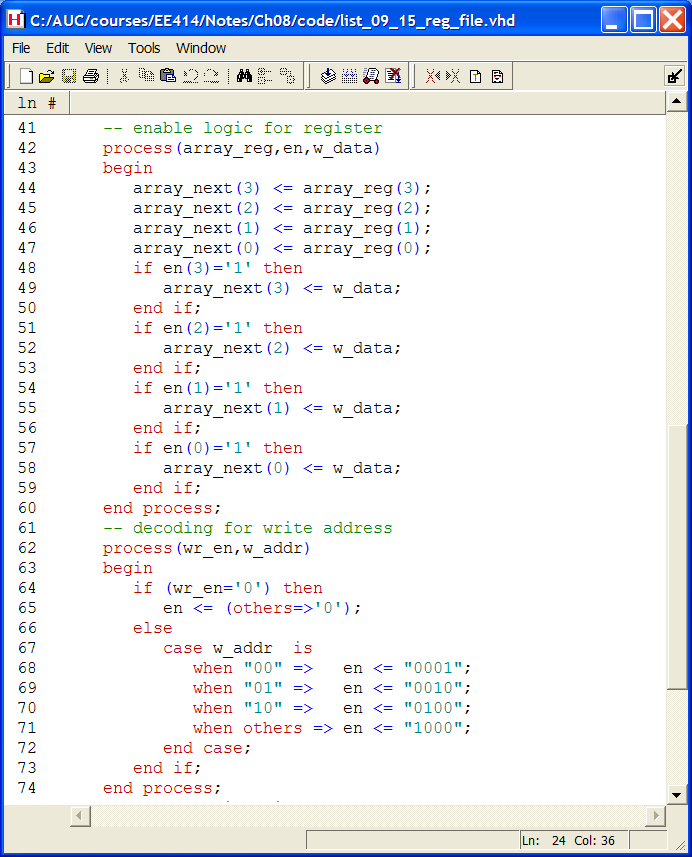 C:/AUC/courses/EE414/Notes/Ch08/code/list_09_15_reg_file.vhd
File Edit View Tools Window
ln #
41 -- enable logic for register
42 process(array_reg,en,w_data)
43 begin
44 array_next(3) <= array_reg(3);
45 array_next(2) <= array_reg(2);
46 array_next(1) <= array_reg(1);
47 array_next(0) <= array_reg(0);
48 if en(3)='1' then
49 array_next(3) <= w_data;
50 end if;
51 if en(2)='1' then
52 array_next(2) <= w_data;
53 end if;
54 if en(1)='1' then
55 array_next(1) <= w_data;
56 end if;
57 if en(0)='1' then
58 array_next(0) <= w_data;
59 end if;
60 end process;
61 -- decoding for write address
62 process(wr_en,w_addr)
63 begin
64 if (wr_en='0') then
65 en <= (others=>'0');
66 else
67 case w_addr  is
68 when "00" =>   en <= "0001";
69 when "01" =>   en <= "0010";
70 when "10" =>   en <= "0100";
71 when others => en <= "1000";
72 end case;
73 end if;
74 end process;
Ln: 24 Col: 36